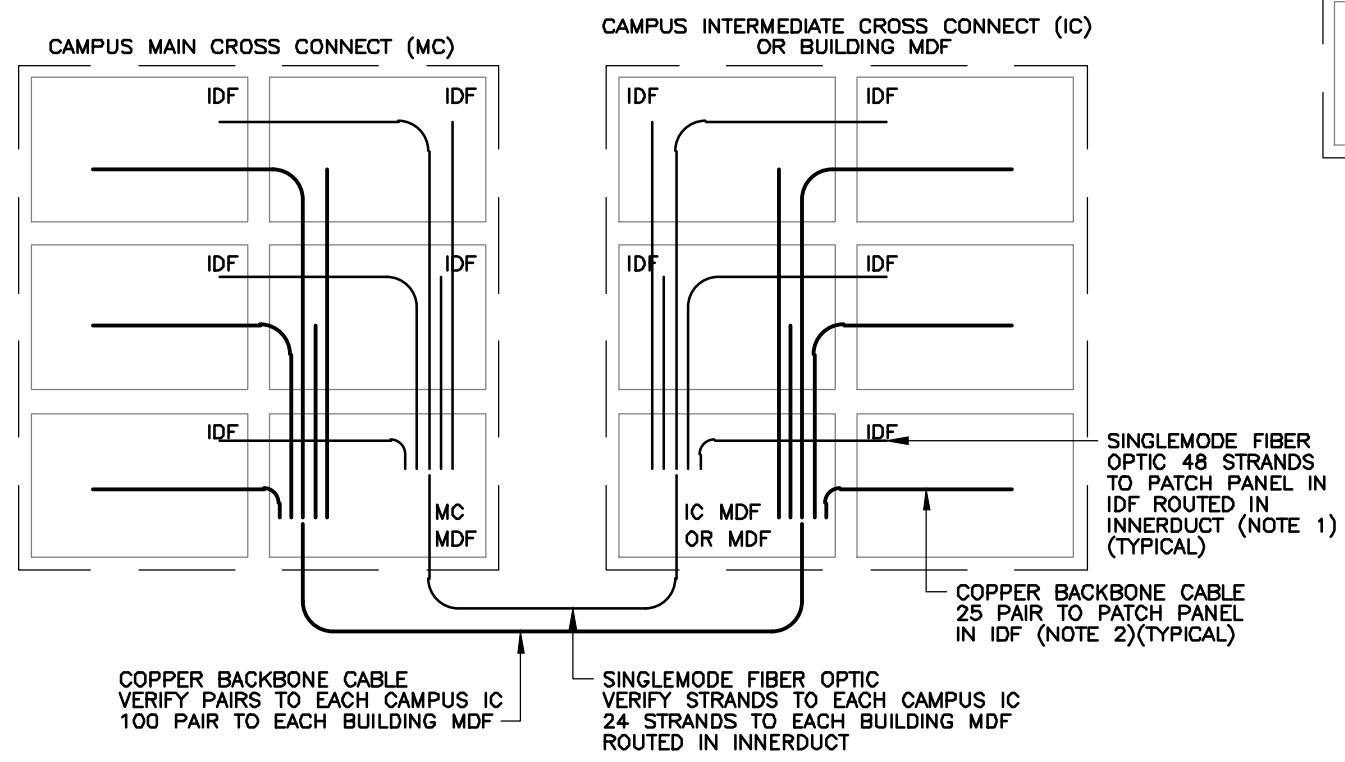 CAMPUS MAIN CROSS CONNECT (MC)
CAMPUS INTERMEDIATE CROSS CONNECT (IC)
OR BUILDING MDF
IDF
IDF
IDF
IDF
IDF
IDF
IDF
IDF
IDF
IDF
MC
MDF
IC MDF
OR MDF
SINGLEMODE FIBER
OPTIC 48 STRANDS
TO PATCH PANEL IN
IDF ROUTED IN
INNERDUCT (NOTE 1)
(TYPICAL)
COPPER BACKBONE CABLE
25 PAIR TO PATCH PANEL
IN IDF (NOTE 2)(TYPICAL)
COPPER BACKBONE CABLE
VERIFY PAIRS TO EACH CAMPUS IC
100 PAIR TO EACH BUILDING MDF
SINGLEMODE FIBER OPTIC
VERIFY STRANDS TO EACH CAMPUS IC
24 STRANDS TO EACH BUILDING MDF
ROUTED IN INNERDUCT